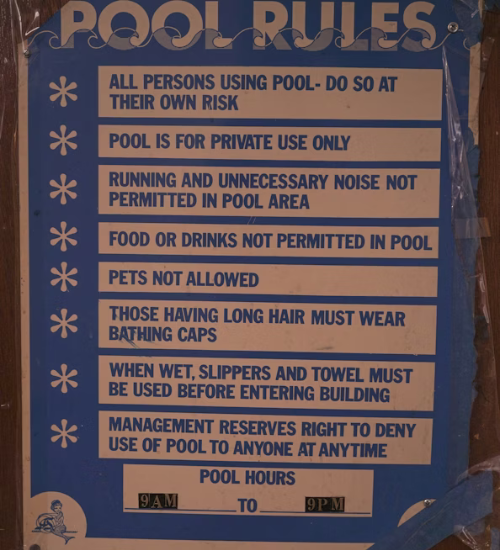 POOL RULES
ALL PERSONS USING POOL- DO SO AT
THEIR OWN RISK
POOL IS FOR PRIVATE USE ONLY
RUNNING AND UNNECESSARY NOISE NOT
PERMITTED IN POOL AREA
FOOD OR DRINKS NOT PERMITTED IN POOL
PETS NOT ALLOWED
THOSE HAVING LONG HAIR MUST WEAR
BATHING CAPS
WHEN WET, SLIPPERS AND TOWEL MUST
BE USED BEFORE ENTERING BUILDING
MANAGEMENT RESERVES RIGHT TO DENY
USE OF POOL TO ANYONE AT ANYTIME
POOL HOURS
9AM TO 9PM